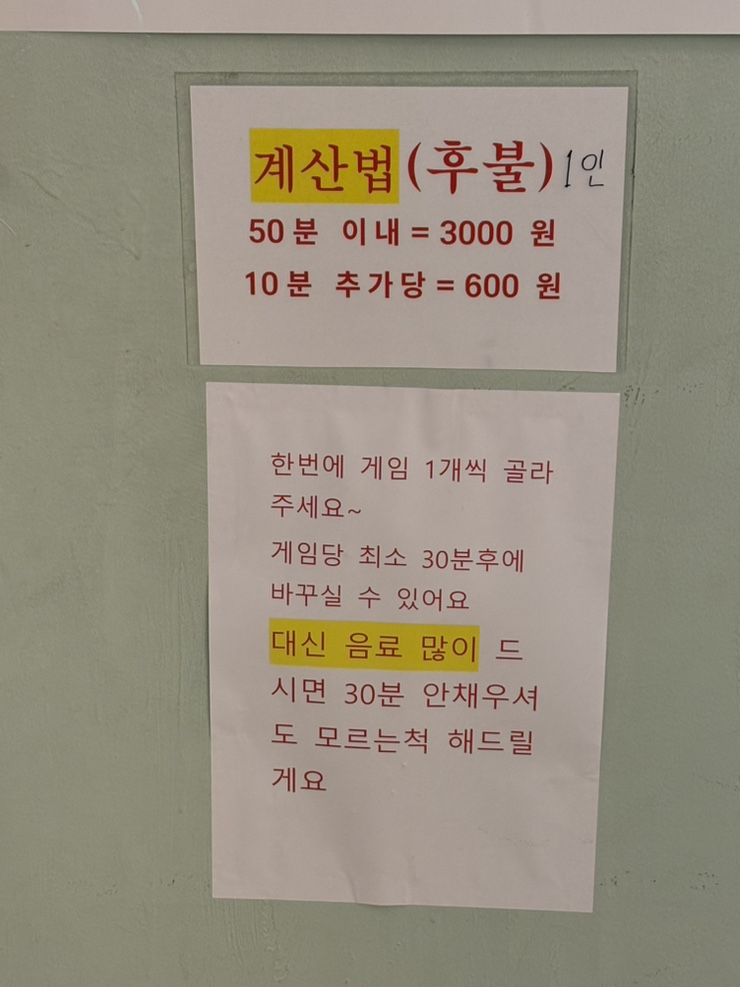 계산법(후불)1인
50분 이내 = 3000 원
10분 추가당 = 600 원
한번에 게임 1개씩 골라
주세요~
게임당 최소 30분후에
바꾸실 수 있어요
대신 음료 많이 드
시면 30분 안채우셔
도 모르는척 해드릴
게요